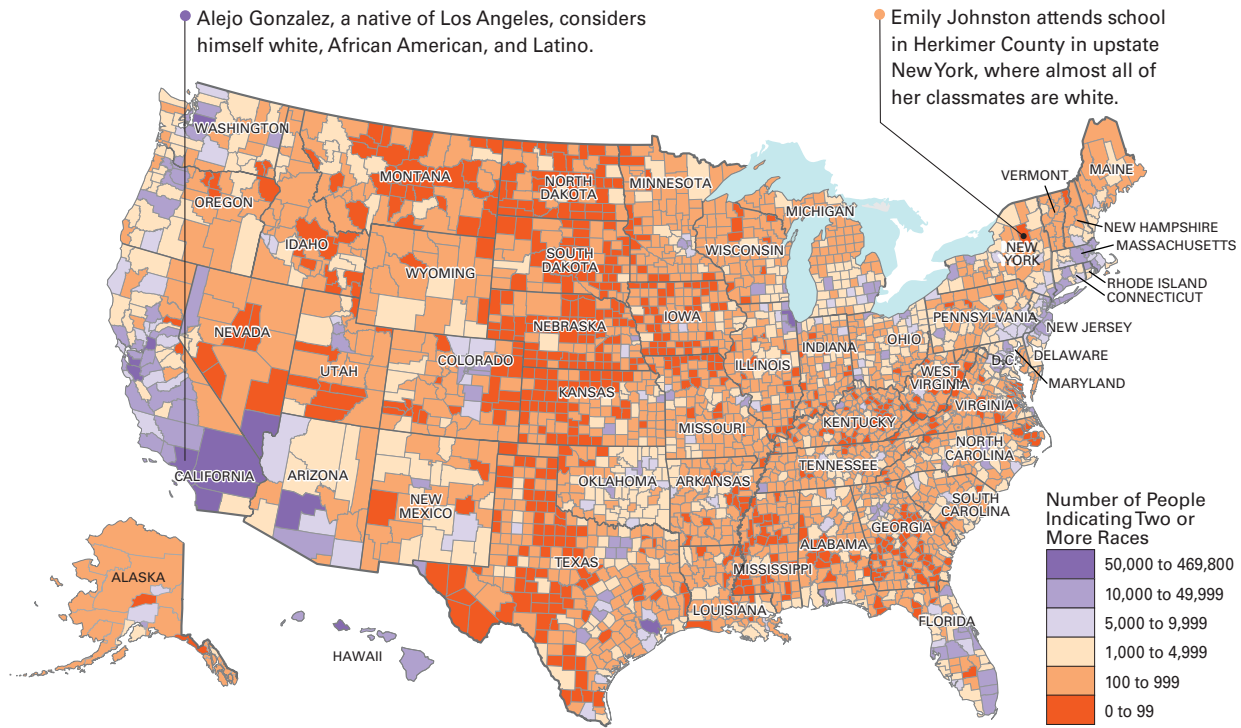 Alejo Gonzalez, a native of Los Angeles, considers
himself white, African American, and Latino.
Emily Johnston attends school
in Herkimer County in upstate
New York, where almost all of
her classmates are white.
WASHINGTON
OREGON
IDAHO
MONTANA
NORTH
DAKOTA
MINNESOTA
SOUTH
DAKOTA
WYOMING
WISCONSIN
MICHIGAN
VERMONT
MAINE
NEW HAMPSHIRE
MASSACHUSETTS
NEW
YORK
RHODE ISLAND
CONNECTICUT
PENNSYLVANIA
NEW JERSEY
NEVADA
UTAH
COLORADO
NEBRASKA
IOWA
KANSAS
ILLINOIS
INDIANA
OHIO
D.C.
DELAWARE
WEST
VIRGINIA
MARYLAND
VIRGINIA
MISSOURI
KENTUCKY
CALIFORNIA
ARIZONA
NEW
MEXICO
OKLAHOMA
ARKANSAS
TENNESSEE
NORTH
CAROLINA
SOUTH
CAROLINA
GEORGIA
ALABAMA
MISSISSIPPI
TEXAS
LOUISIANA
FLORIDA
ALASKA
HAWAII
Number of People
Indicating Two or
More Races
50,000 to 469,800
10,000 to 49,999
5,000 to 9,999
1,000 to 4,999
100 to 999
0 to 99